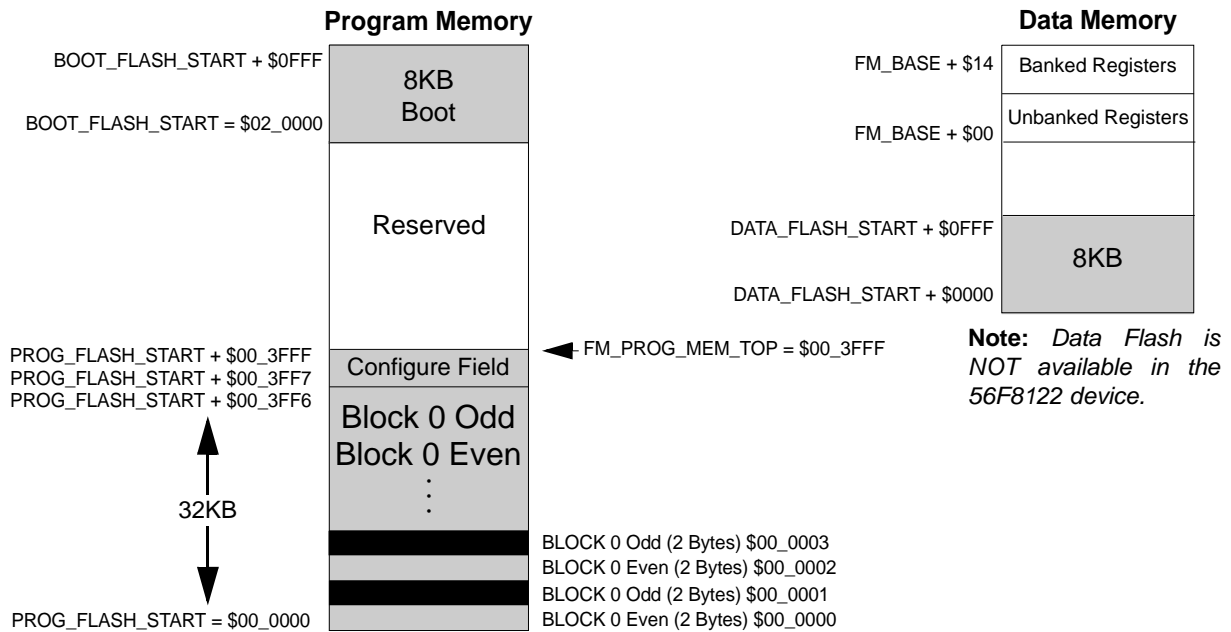 Program Memory
BOOT_FLASH_START + $0FFF
8KB
Boot
BOOT_FLASH_START = $02_0000
Reserved
PROG_FLASH_START + $00_3FFF
FM_PROG_MEM_TOP = $00_3FFF
Configure Field
PROG_FLASH_START + $00_3FF7
PROG_FLASH_START + $00_3FF6
Block 0 Odd
Block 0 Even
32KB
BLOCK 0 Odd (2 Bytes) $00_0003
BLOCK 0 Even (2 Bytes) $00_0002
BLOCK 0 Odd (2 Bytes) $00_0001
PROG_FLASH_START = $00_0000
BLOCK 0 Even (2 Bytes) $00_0000
Data Memory
FM_BASE + $14
Banked Registers
Unbanked Registers
FM_BASE + $00
DATA_FLASH_START + $0FFF
8KB
DATA_FLASH_START + $0000
Note: Data Flash is
NOT available in the
56F8122 device.